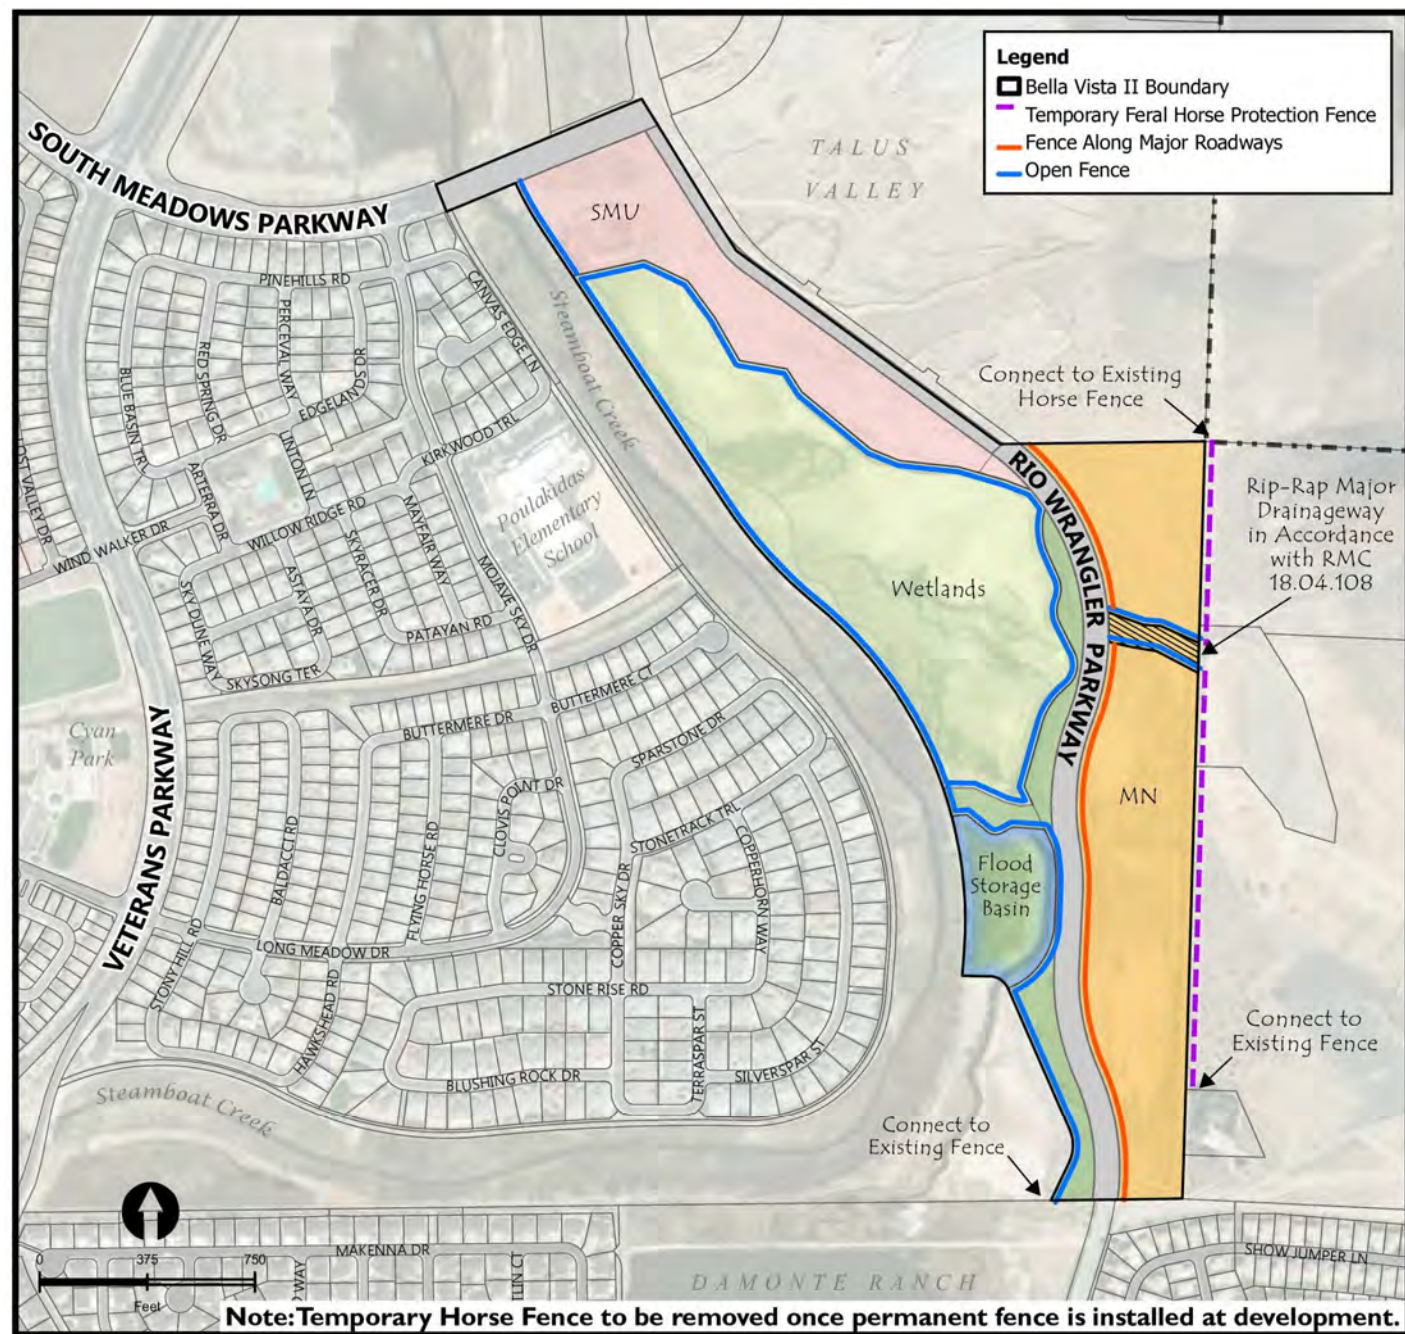 Legend
Bella Vista II Boundary
Temporary Feral Horse Protection Fence
Fence Along Major Roadways
Open Fence
SOUTH MEADOWS PARKWAY
TALUS
VALLEY
SMU
PINEHILLS RD
CANVAS EDGE LN
PERCEVAL WAY
RED SPRING DR
BLUE BASIN TRL
EDGELANDS DR
Steamboat Creek
Connect to Existing
Horse Fence
LOST VALLEY DR
ARTERRA DR
LINTON LN
KIRKWOOD TRL
WILLOW RIDGE RD
MAYFAIR WAY
WIND WALKER DR
SKYRACER DR
ASTAYA DR
SKY DUNE WAY
PATAYAN RD
MOJAVE SKY DR
SKYSONG TER
Poulakidas
Elementary
School
RIO WRANGLER PARKWAY
Rip-Rap Major
Drainageway
in Accordance
with RMC
18.04.108
Wetlands
Cyan
Park
VETERANS PARKWAY
BUTTERMERE DR
BUTTERMERE CT
SPARSTONE DR
CLOVIS POINT DR
STONETRACK TRL
COPPERHORN WAY
BALDACCI RD
FLYING HORSE RD
COPPER SKY DR
MN
Flood
Storage
Basin
STONY HILL RD
LONG MEADOW DR
HAWKSHEAD RD
STONE RISE RD
TERRASPAR ST
SILVERSPAR ST
BLUSHING ROCK DR
Steamboat Creek
Connect to
Existing Fence
Connect to
Existing Fence
0 375 750
Feet
MAKENNA DR
DAMONTE RANCH
SHOW JUMPER LN
Note: Temporary Horse Fence to be removed once permanent fence is installed at development.